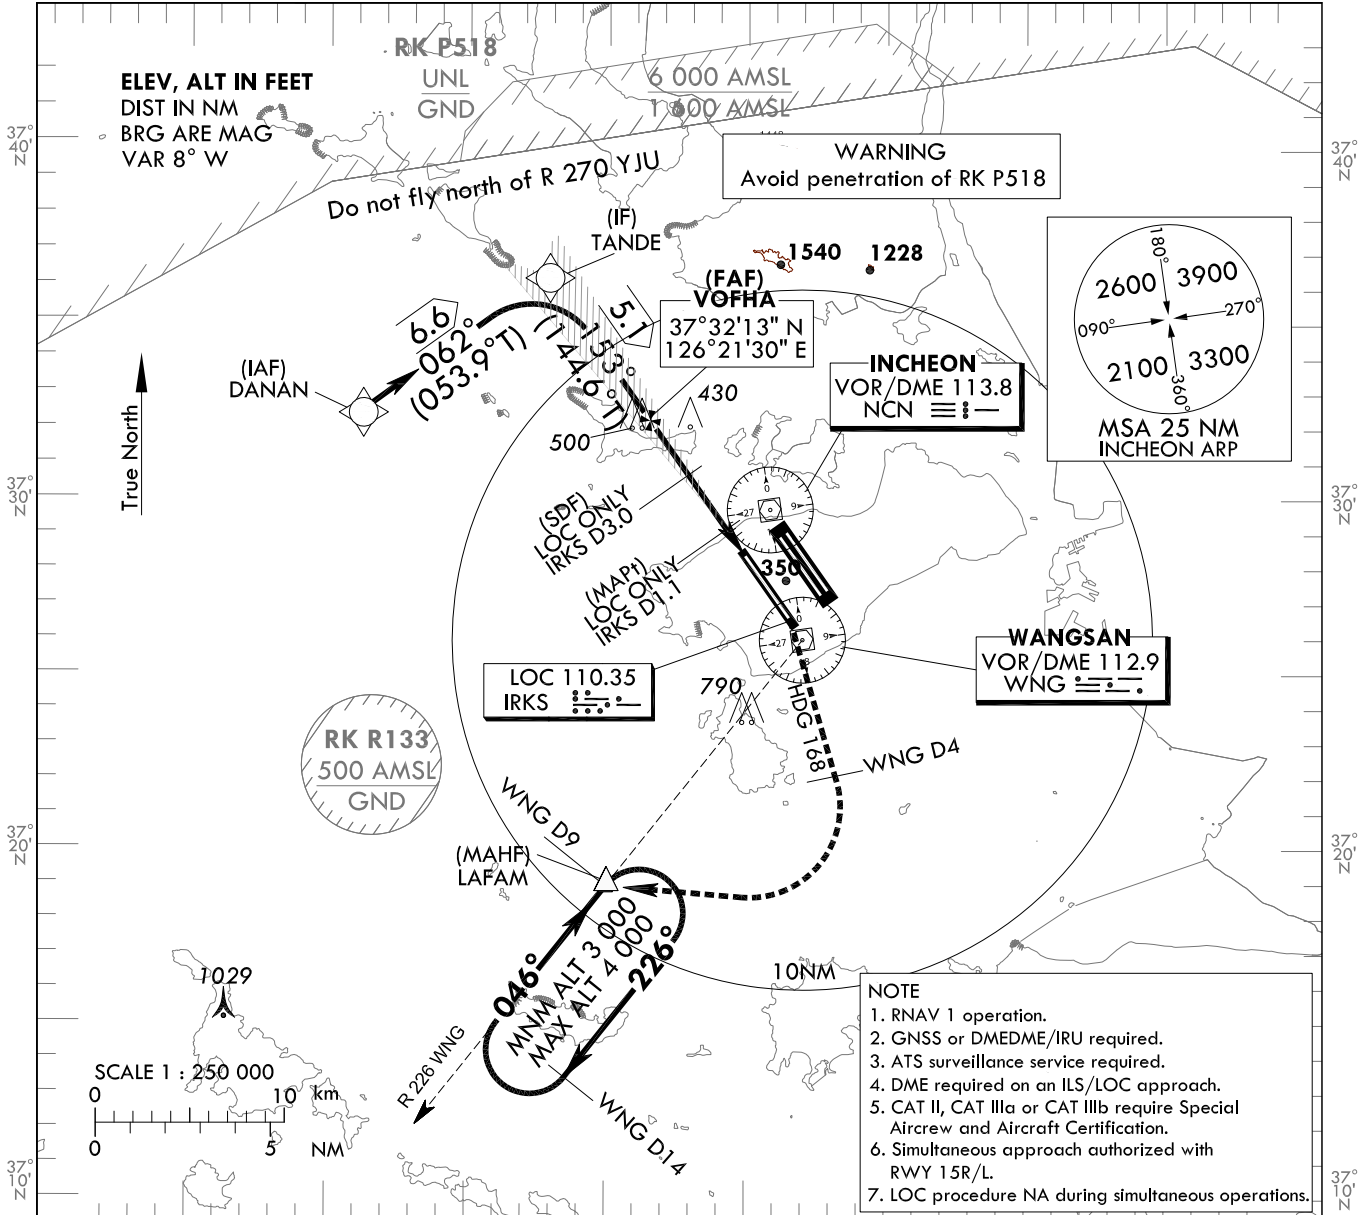 RK P518
UNL
GND
6 000 AMSL
AMSL
ELEV, ALT IN FEET
DIST IN NM
BRG ARE MAG
VAR 8° W
37°
40'
N
37°
40'
N
WARNING
Avoid penetration of RK P518
Do not fly north of R 270 YJU
(IF)
TANDE
1540
1228
180°
2600
3900
090°
270°
2100
3300
360°
MSA 25 NM
INCHEON ARP
(FAF)
VOFHA
37°32'13" N
126°21'30" E
5.1
6.6
062°
(053.9°T)
153°
(144.6°T)
(IAF)
DANAN
True North
INCHEON
VOR/DME 113.8
NCN
430
500
37°
30'
N
37°
30'
N
(SDF)
LOC ONLY
IRKS D3.0
(MAPt)
LOC ONLY
IRKS D1.1
0
27
9
350
0
27
9
WANGSAN
VOR/DME 112.9
WNG
LOC 110.35
IRKS
790
HDG 168
WNG D4
RK R133
500 AMSL
GND
WNG D9
(MAHF)
LAFAM
37°
20'
N
37°
20'
N
046°
MNM ALT 3 000
MAX ALT 4 000
226°
10NM
R 226 WNG
WNG D14
1029
SCALE 1 : 250 000
0 10 km
0 5 NM
37°
10'
N
37°
10'
N
NOTE
1. RNAV 1 operation.
2. GNSS or DMEDME/IRU required.
3. ATS surveillance service required.
4. DME required on an ILS/LOC approach.
5. CAT II, CAT IIIa or CAT IIIb require Special
Aircrew and Aircraft Certification.
6. Simultaneous approach authorized with
RWY 15R/L.
7. LOC procedure NA during simultaneous operations.